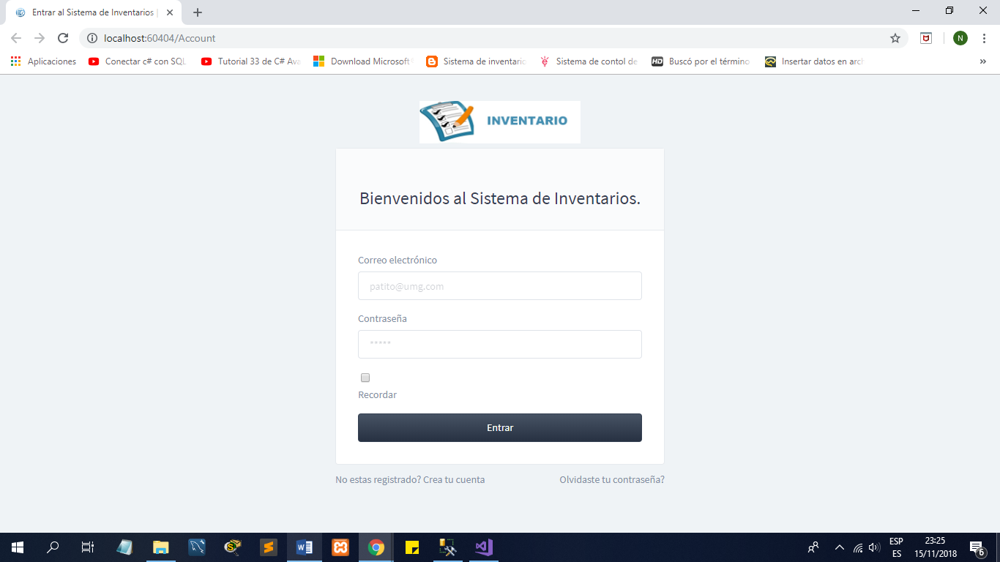 Entrar al Sistema de Inventarios |
localhost:60404/Account
N
Aplicaciones
Conectar c# con SQL
Tutorial 33 de C# Ava
Download Microsoft
Sistema de inventario
Sistema de contol de
HD
Buscó por el término
Insertar datos en arch
INVENTARIO
Bienvenidos al Sistema de Inventarios.
Correo electrónico
patito@umg.com
Contraseña
*****
Recordar
Entrar
No estas registrado? Crea tu cuenta
Olvidaste tu contraseña?
ESP
ES
23:25
15/11/2018
6